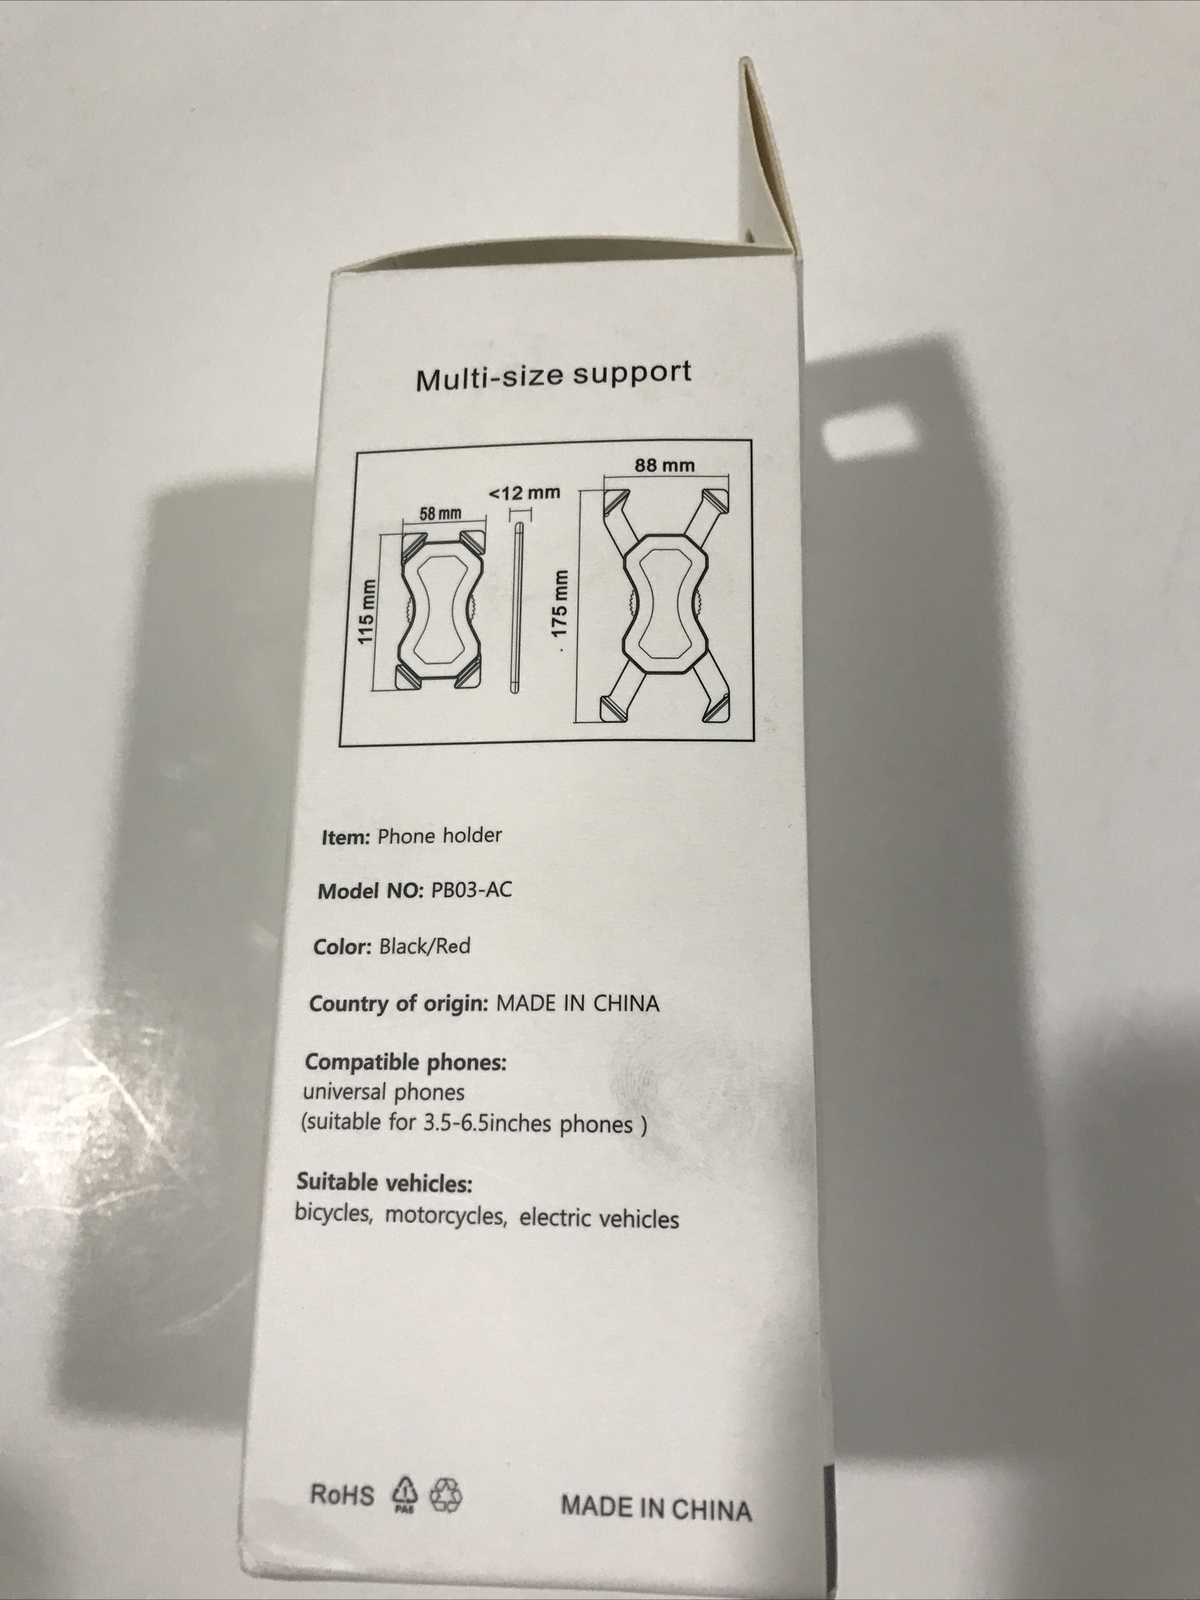 Multi-size support
88 mm
<12 mm
58 mm
115 mm
175 mm
Item: Phone holder
Model NO: PB03-AC
Color: Black/Red
Country of origin: MADE IN CHINA
Compatible phones:
universal phones
(suitable for 3.5-6.5inches phones )
Suitable vehicles:
bicycles, motorcycles, electric vehicles
RoHS MADE IN CHINA